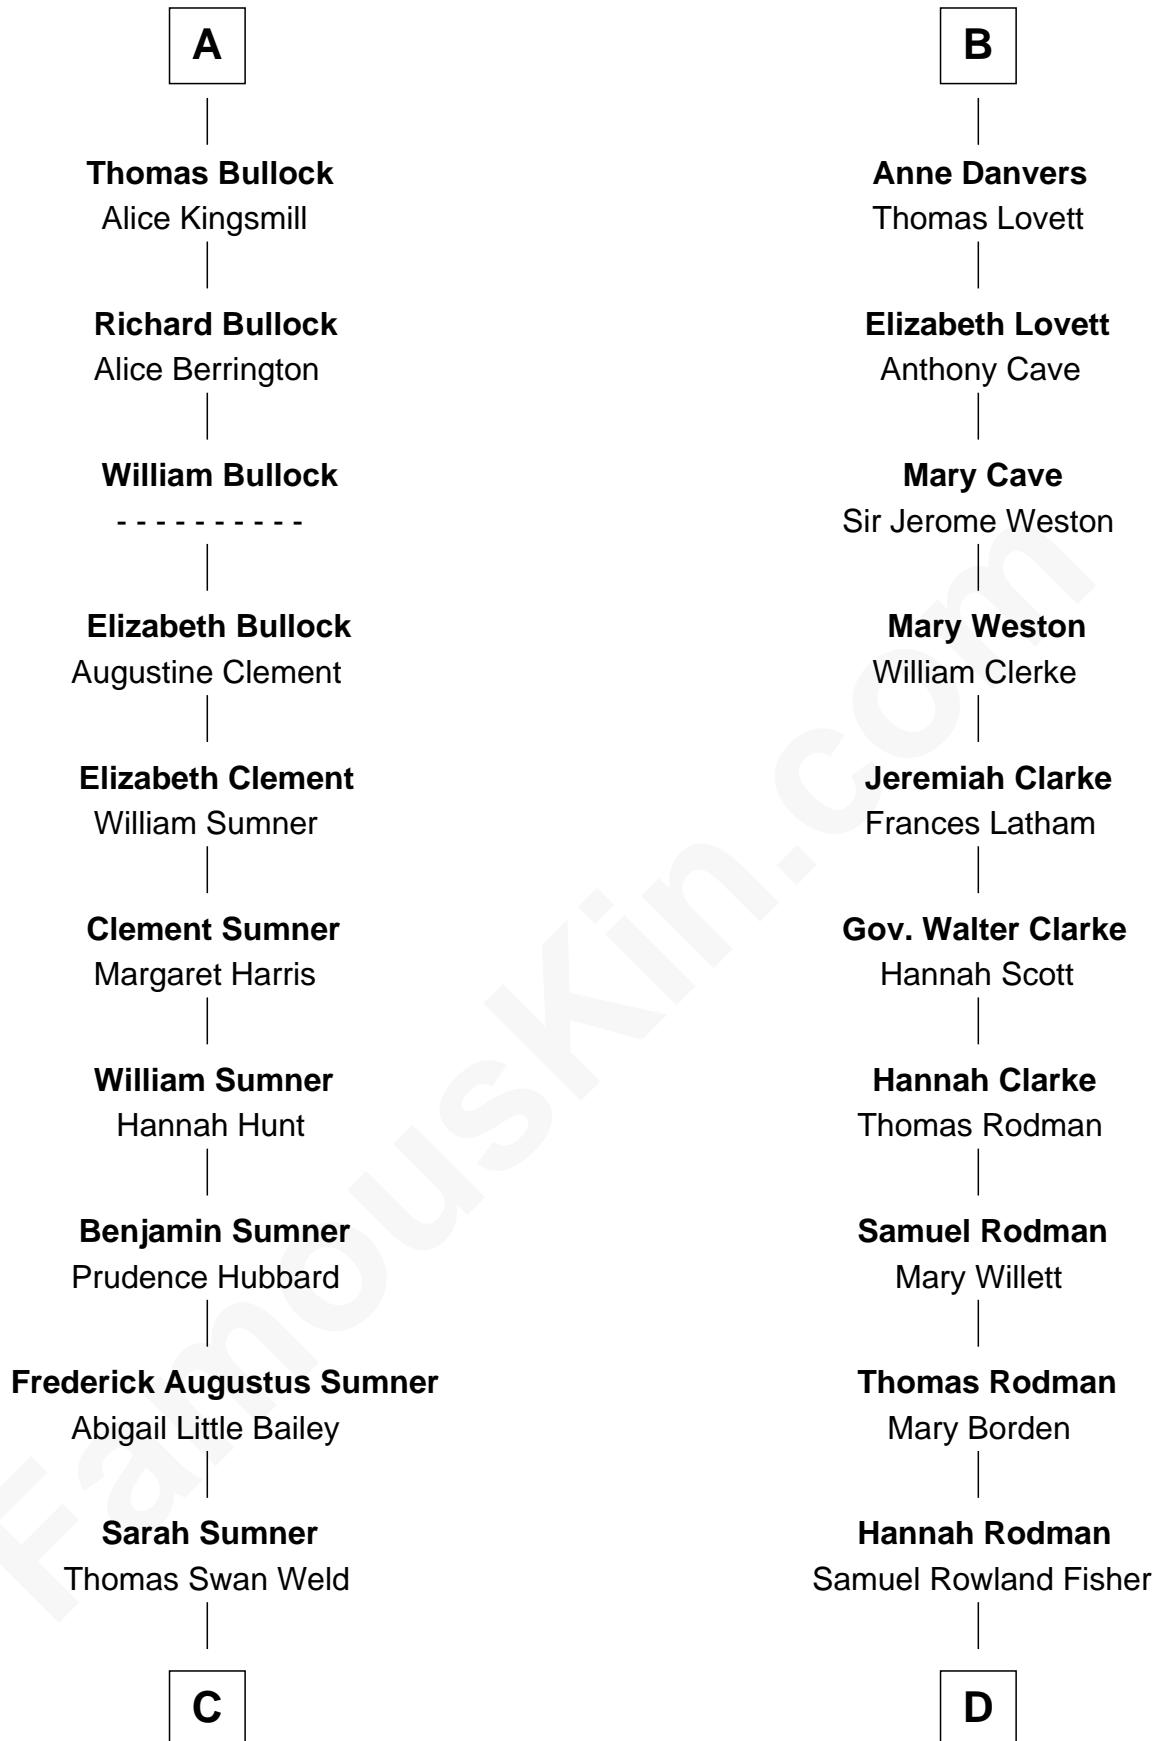 A
Thomas Bullock
Alice Kingsmill
Richard Bullock
Alice Berrington
William Bullock
- - - - - - - - - -
Elizabeth Bullock
Augustine Clement
Elizabeth Clement
William Sumner
Clement Sumner
Margaret Harris
William Sumner
Hannah Hunt
Benjamin Sumner
Prudence Hubbard
Frederick Augustus Sumner
Abigail Little Bailey
Sarah Sumner
Thomas Swan Weld
C
B
Anne Danvers
Thomas Lovett
Elizabeth Lovett
Anthony Cave
Mary Cave
Sir Jerome Weston
Mary Weston
William Clerke
Jeremiah Clarke
Frances Latham
Gov. Walter Clarke
Hannah Scott
Hannah Clarke
Thomas Rodman
Samuel Rodman
Mary Willett
Thomas Rodman
Mary Borden
Hannah Rodman
Samuel Rowland Fisher
D
FamousKin.com